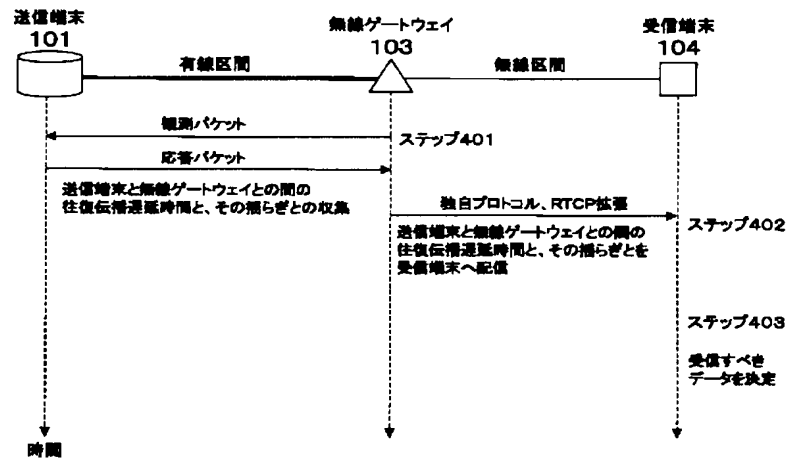 送信端末
101
無線ゲートウェイ
103
受信端末
104
有線区間
無線区間
観測パケット
ステップ401
応答パケット
送信端末と無線ゲートウェイとの間の
往復伝播遅延時間と、その揺らぎとの収集
独自プロトコル、RTCP拡張
ステップ402
送信端末と無線ゲートウェイとの間の
往復伝播遅延時間と、その揺らぎとを
受信端末へ配信
ステップ403
受信すべき
データを決定
時間